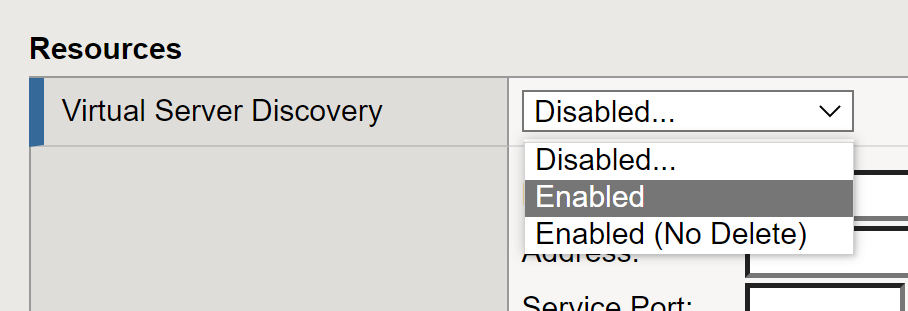 Resources
Virtual Server Discovery
Disabled...
Disabled...
Enabled
Enabled (No Delete)
Address:
Service Port: